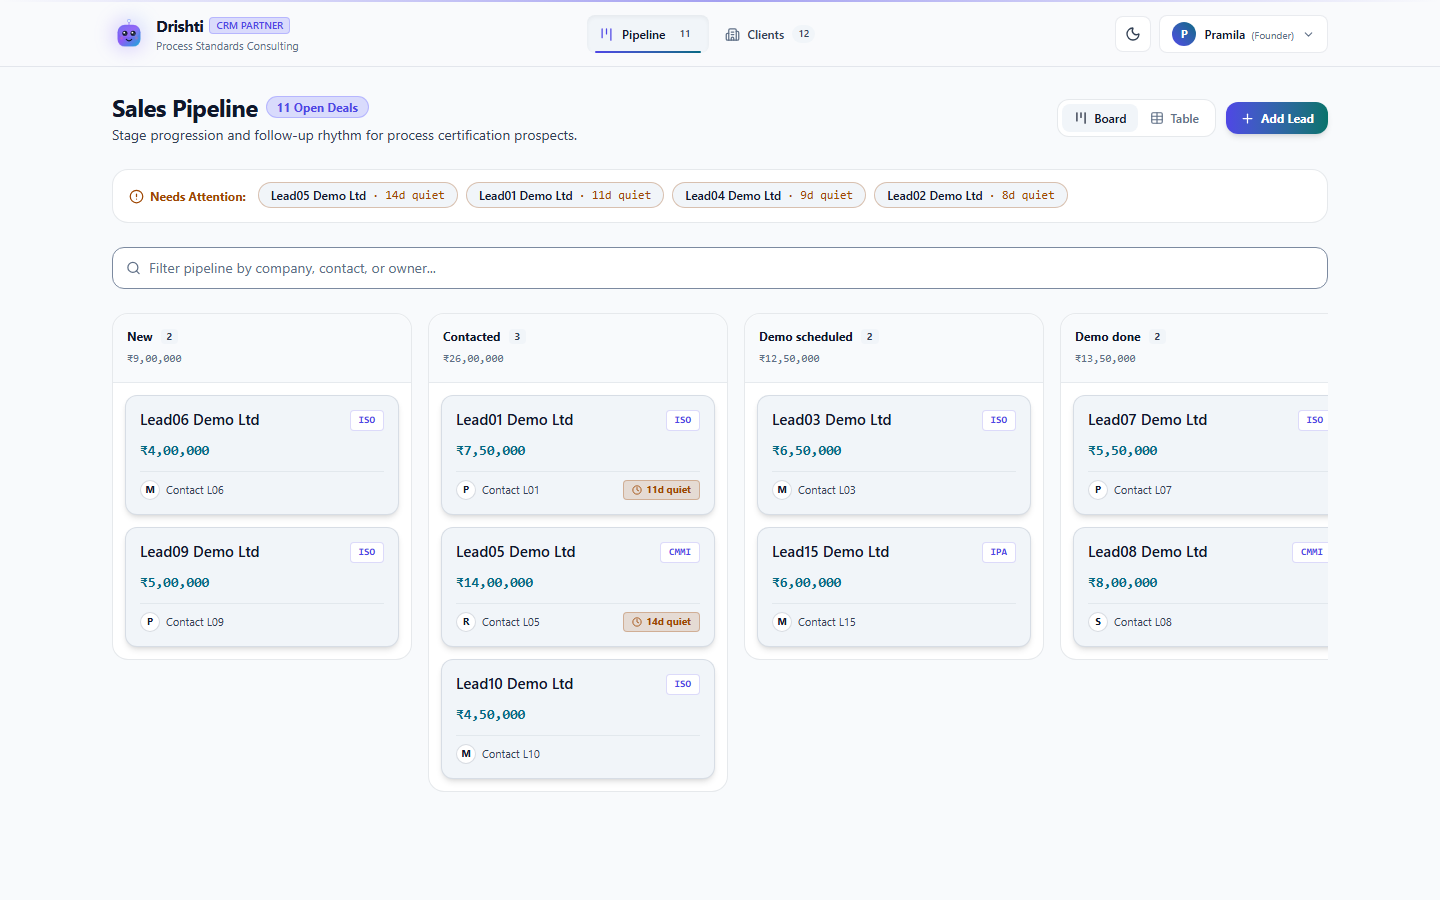 Drishti CRM PARTNER
Process Standards Consulting
Pipeline 11
Clients 12
P Pramila (Founder)
Sales Pipeline 11 Open Deals
Stage progression and follow-up rhythm for process certification prospects.
Board Table + Add Lead
Needs Attention: Lead05 Demo Ltd · 14d quiet Lead01 Demo Ltd · 11d quiet Lead04 Demo Ltd · 9d quiet Lead02 Demo Ltd · 8d quiet
Filter pipeline by company, contact, or owner...
New 2
₹9,00,000
Lead06 Demo Ltd ISO
₹4,00,000
M Contact L06
Lead09 Demo Ltd ISO
₹5,00,000
P Contact L09
Contacted 3
₹26,00,000
Lead01 Demo Ltd ISO
₹7,50,000
P Contact L01 11d quiet
Lead05 Demo Ltd CMMI
₹14,00,000
R Contact L05 14d quiet
Lead10 Demo Ltd ISO
₹4,50,000
M Contact L10
Demo scheduled 2
₹12,50,000
Lead03 Demo Ltd ISO
₹6,50,000
M Contact L03
Lead15 Demo Ltd IPA
₹6,00,000
M Contact L15
Demo done 2
₹13,50,000
Lead07 Demo Ltd ISO
₹5,50,000
P Contact L07
Lead08 Demo Ltd CMMI
₹8,00,000
S Contact L08